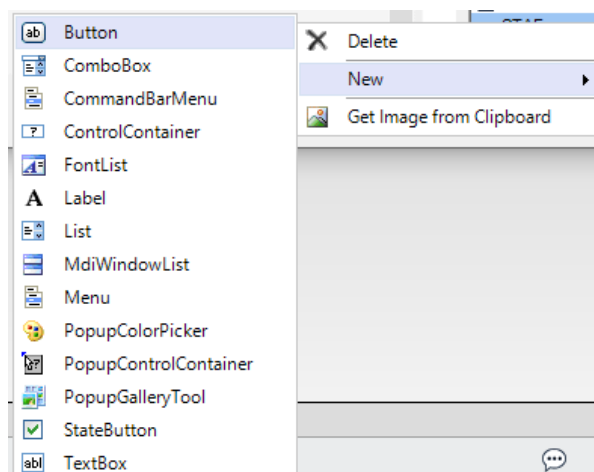 Button
ComboBox
CommandBarMenu
ControlContainer
FontList
Label
List
MdiWindowList
Menu
PopupColorPicker
PopupControlContainer
PopupGalleryTool
StateButton
TextBox
Delete
New
Get Image from Clipboard